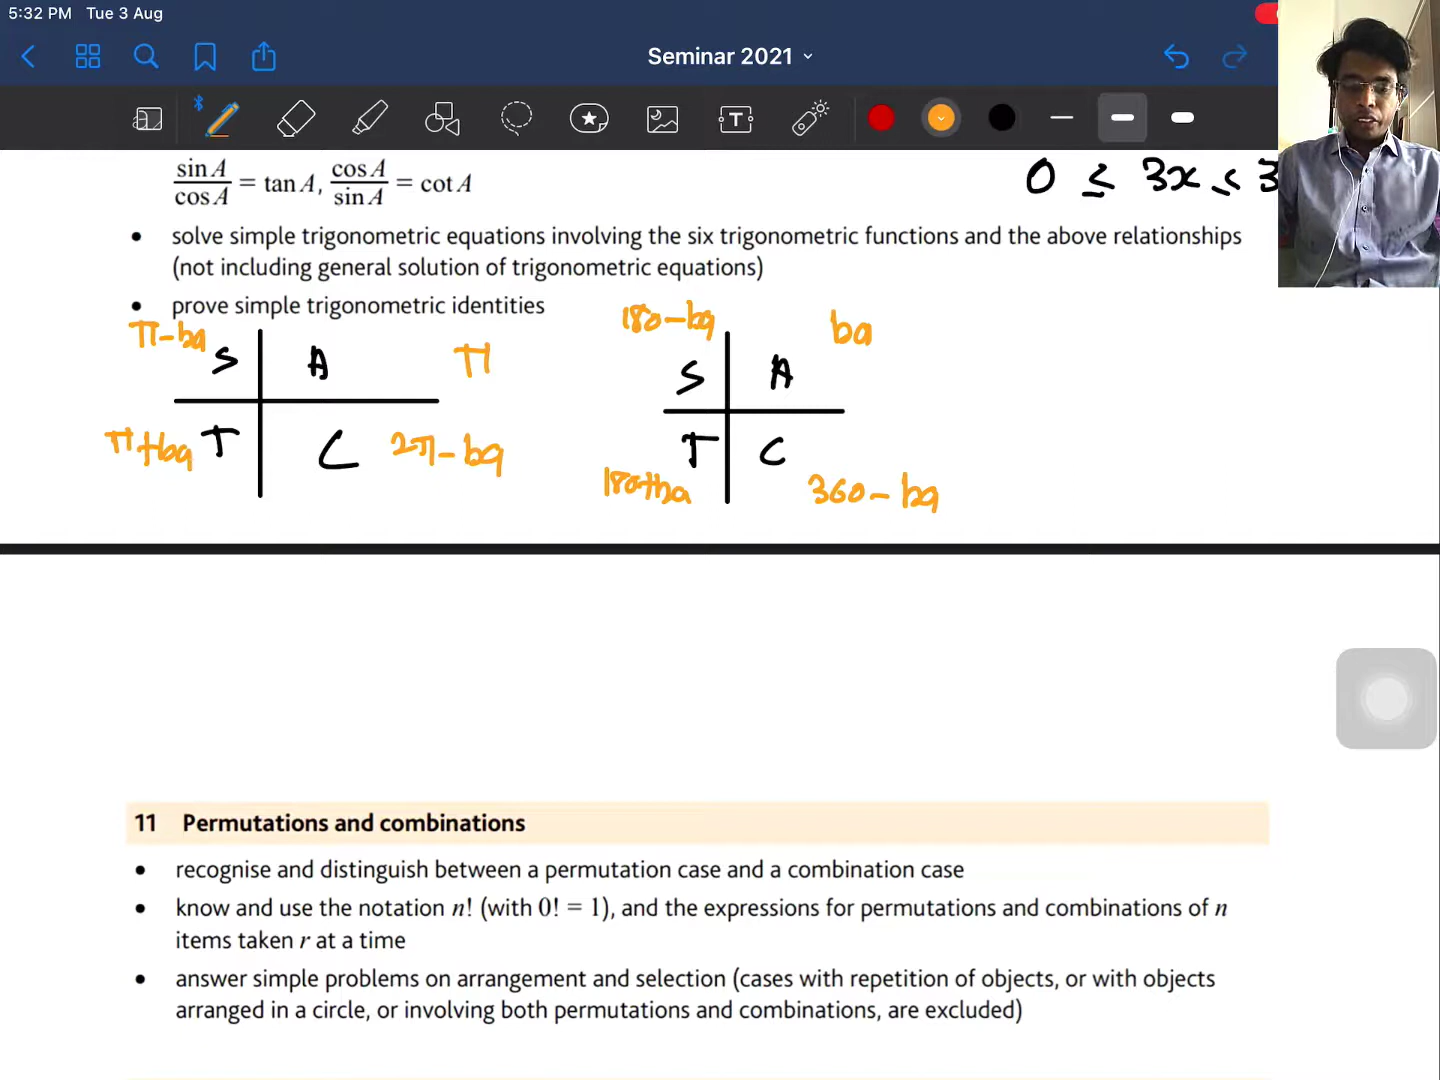 5:32 PM Tue 3 Aug
Seminar 2021
T
sin A / cos A = tan A, cos A / sin A = cot A
0 ≤ 3x ≤ 3
• solve simple trigonometric equations involving the six trigonometric functions and the above relationships
(not including general solution of trigonometric equations)
• prove simple trigonometric identities
π-ba S A π
π+ba T C 2π-ba
180-ba S A ba
180+ba T C 360-ba
11 Permutations and combinations
• recognise and distinguish between a permutation case and a combination case
• know and use the notation n! (with 0! = 1), and the expressions for permutations and combinations of n
items taken r at a time
• answer simple problems on arrangement and selection (cases with repetition of objects, or with objects
arranged in a circle, or involving both permutations and combinations, are excluded)